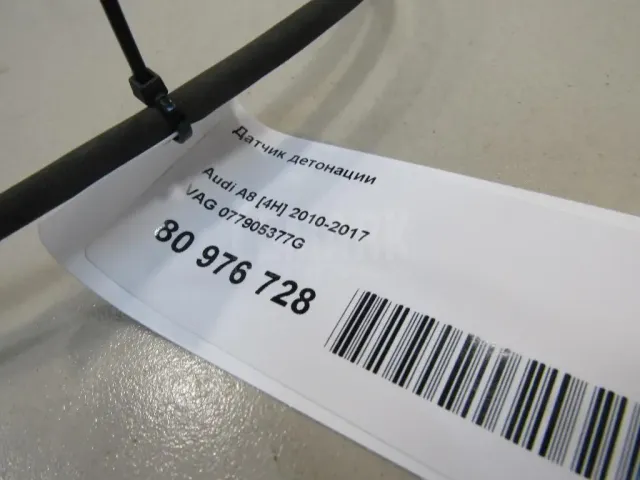 Датчик детонации
Audi A8 [4H] 2010-2017
VAG 077905377G
80 976 728